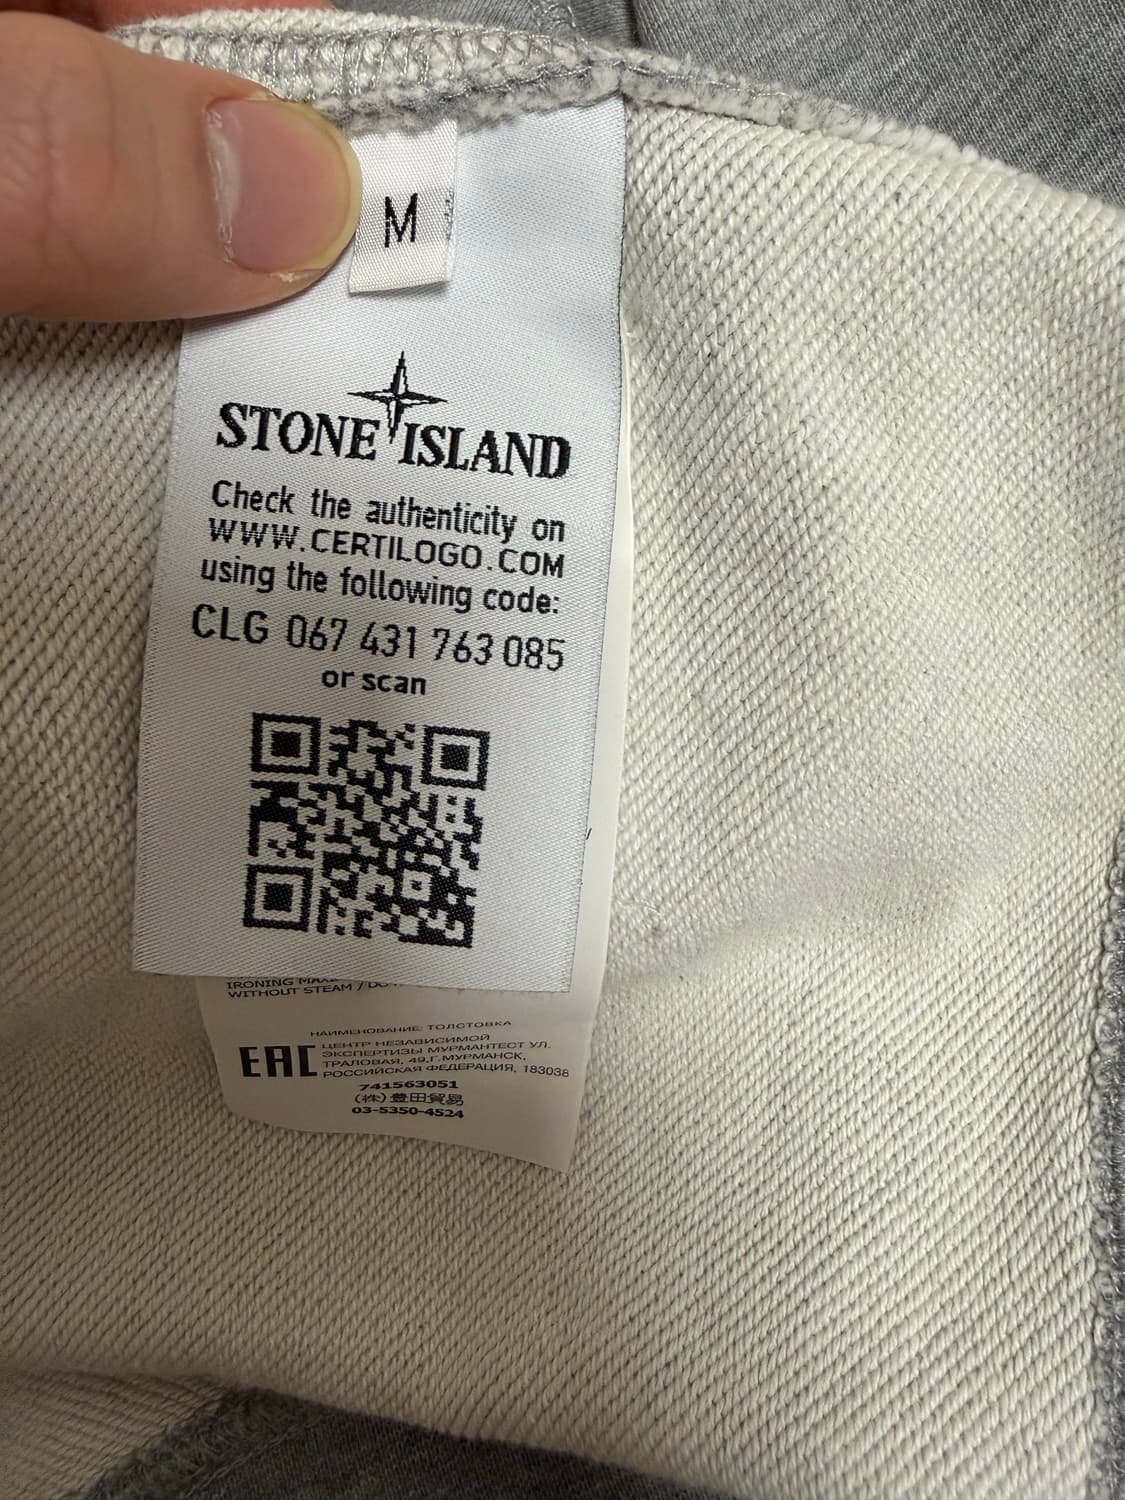 M
STONE ISLAND
Check the authenticity on
WWW.CERTILOGO.COM
using the following code:
CLG 067 431 763 085
or scan
IRONING
WITHOUT STEAM /
НАИМЕНОВАНИЕ: ТОЛСТОВКА
EAC
ЦЕНТР НЕЗАВИСИМОЙ
ЭКСПЕРТИЗЫ МУРМАНТЕСТ УЛ.
ТРАЛОВАЯ, 49,Г.МУРМАНСК,
РОССИЙСКАЯ ФЕДЕРАЦИЯ, 183038
741563051
(株)豊田貿易
03-5350-4524